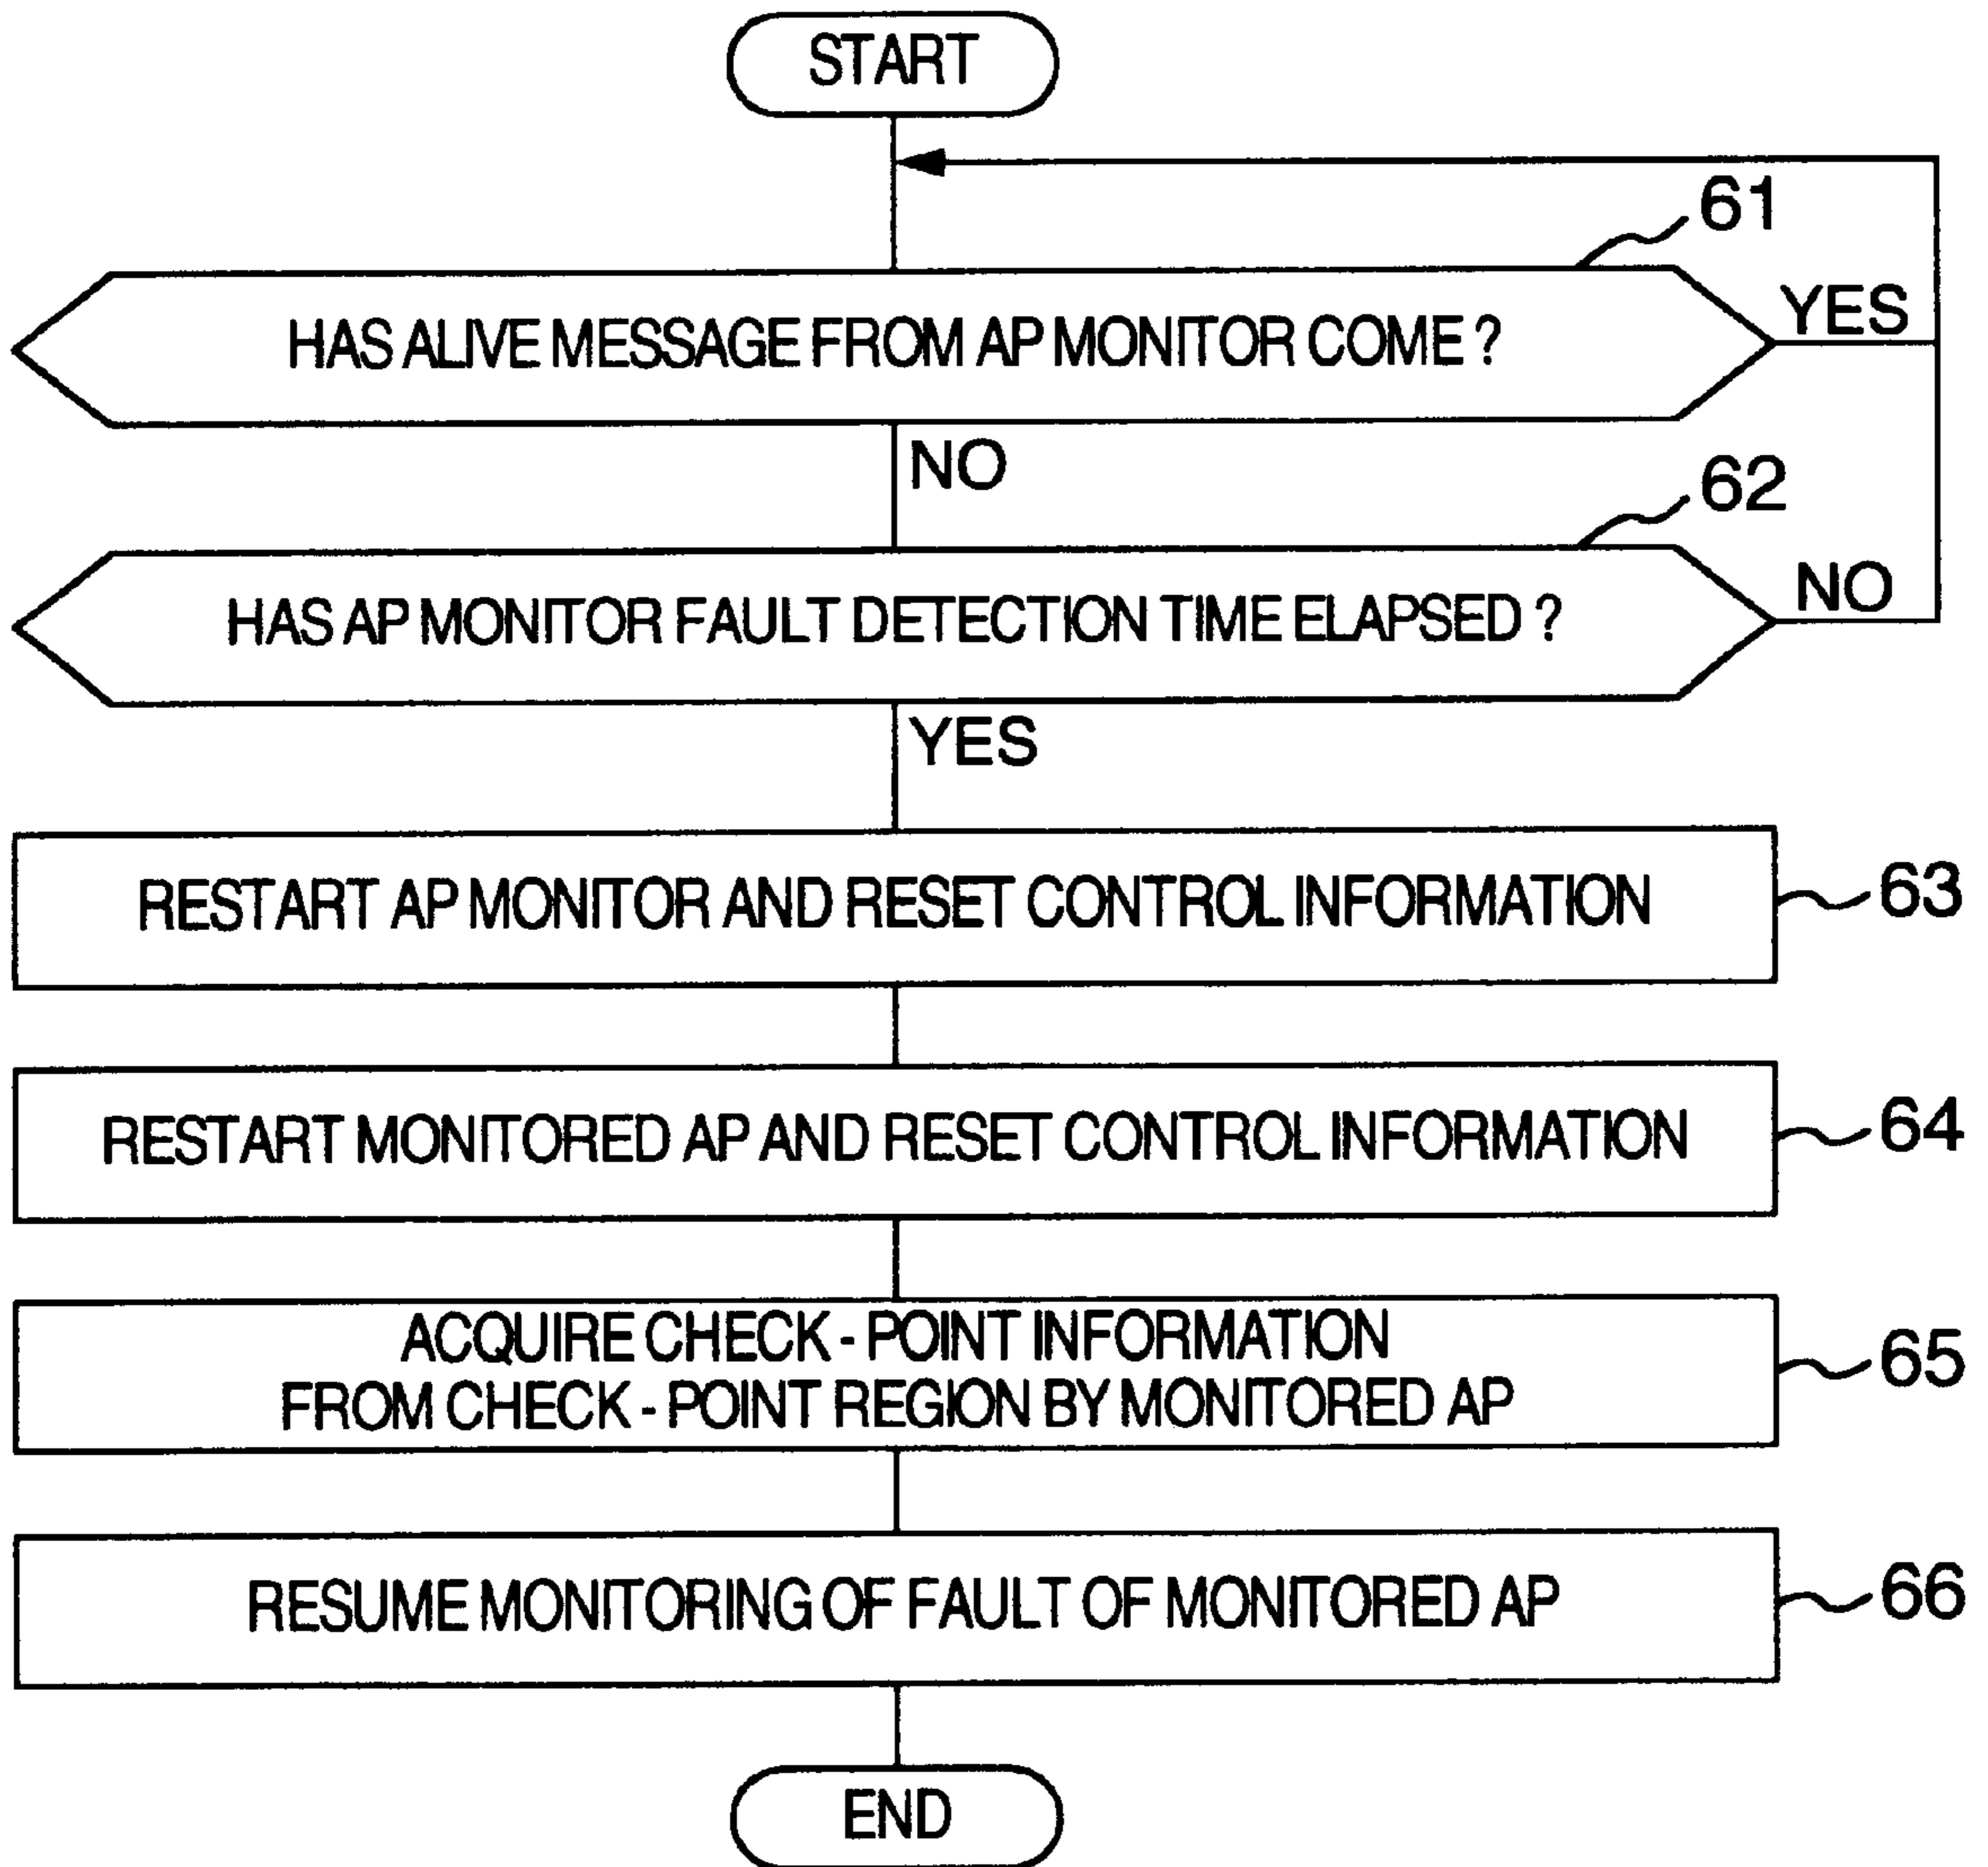 START
61
HAS ALIVE MESSAGE FROM AP MONITOR COME ?
YES
NO
62
HAS AP MONITOR FAULT DETECTION TIME ELAPSED ?
NO
YES
RESTART AP MONITOR AND RESET CONTROL INFORMATION
63
RESTART MONITORED AP AND RESET CONTROL INFORMATION
64
ACQUIRE CHECK - POINT INFORMATION
FROM CHECK - POINT REGION BY MONITORED AP
65
RESUME MONITORING OF FAULT OF MONITORED AP
66
END